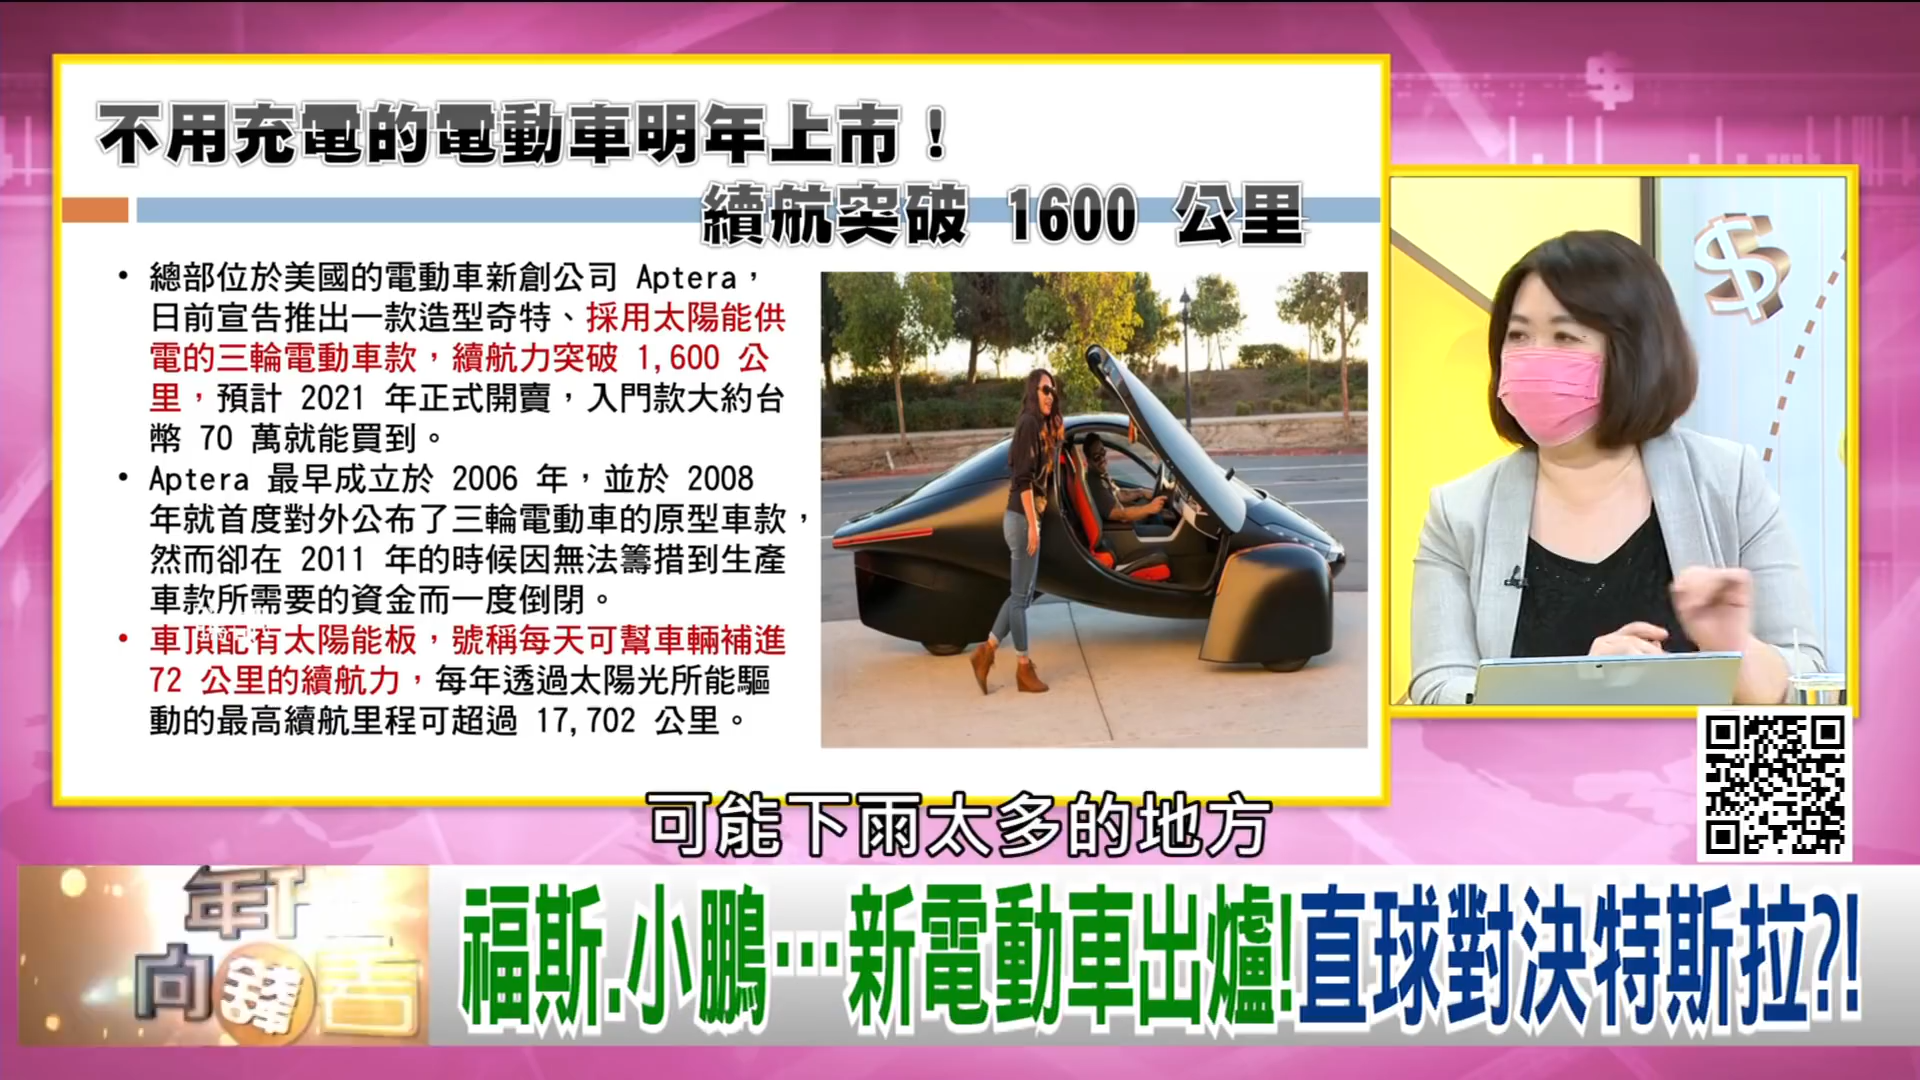 不用充電的電動車明年上市！
續航突破 1600 公里
• 總部位於美國的電動車新創公司 Aptera，
日前宣告推出一款造型奇特、採用太陽能供
電的三輪電動車款，續航力突破 1,600 公
里，預計 2021 年正式開賣，入門款大約台
幣 70 萬就能買到。
• Aptera 最早成立於 2006 年，並於 2008
年就首度對外公布了三輪電動車的原型車款，
然而卻在 2011 年的時候因無法籌措到生產
車款所需要的資金而一度倒閉。
• 車頂配有太陽能板，號稱每天可幫車輛補進
72 公里的續航力，每年透過太陽光所能驅
動的最高續航里程可超過 17,702 公里。
可能下雨太多的地方
向錢看
福斯.小鵬…新電動車出爐!直球對決特斯拉?!